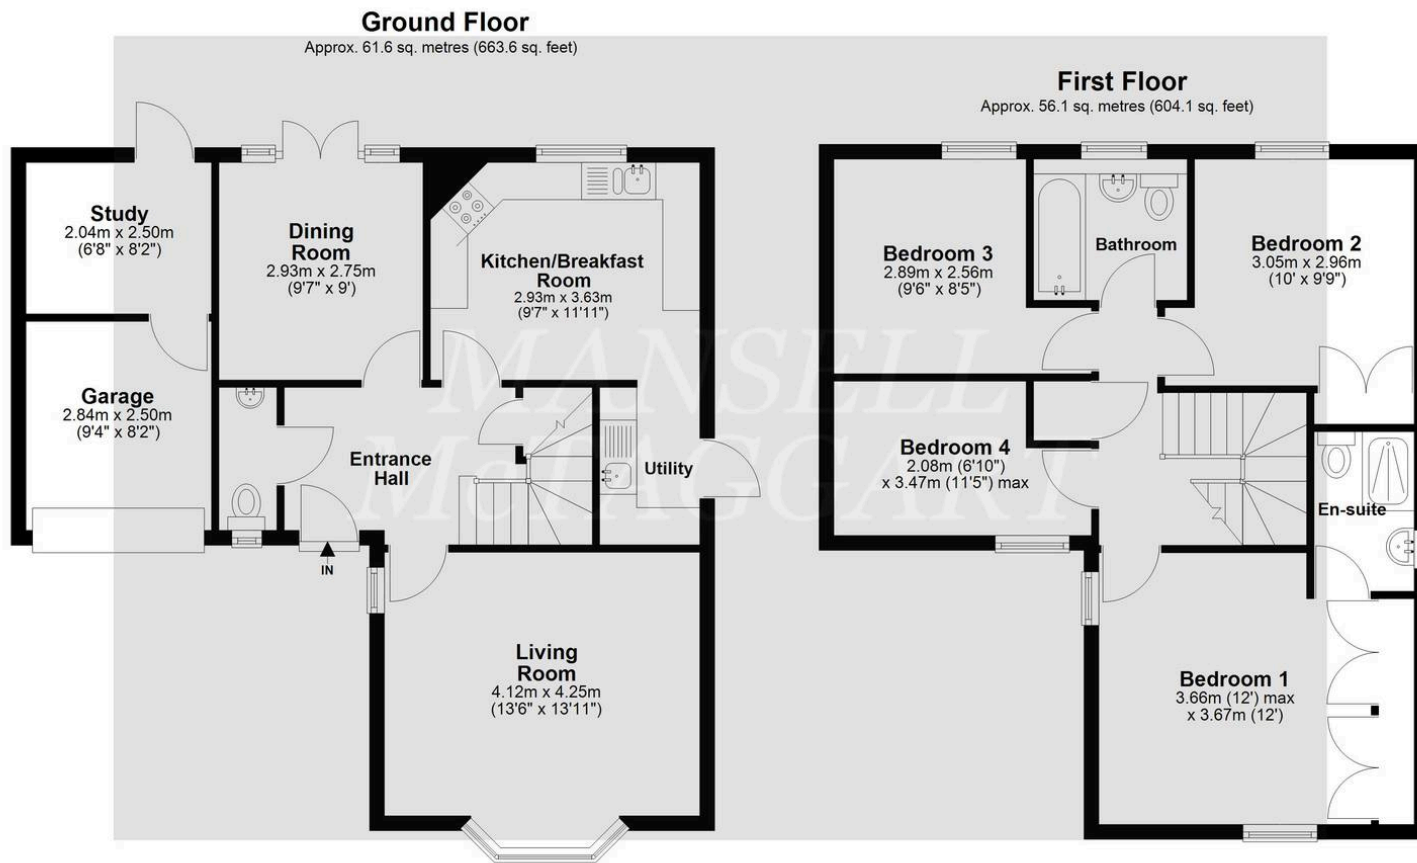 Ground Floor
Approx. 61.6 sq. metres (663.6 sq. feet)
Study
2.04m x 2.50m
(6'8" x 8'2")
Dining
Room
2.93m x 2.75m
(9'7" x 9')
Kitchen/Breakfast
Room
2.93m x 3.63m
(9'7" x 11'11")
Garage
2.84m x 2.50m
(9'4" x 8'2")
Entrance
Hall
Utility
IN
Living
Room
4.12m x 4.25m
(13'6" x 13'11")
First Floor
Approx. 56.1 sq. metres (604.1 sq. feet)
Bedroom 3
2.89m x 2.56m
(9'6" x 8'5")
Bathroom
Bedroom 2
3.05m x 2.96m
(10' x 9'9")
Bedroom 4
2.08m (6'10")
x 3.47m (11'5") max
En-suite
Bedroom 1
3.66m (12') max
x 3.67m (12')
MANSELL
McTAGGART